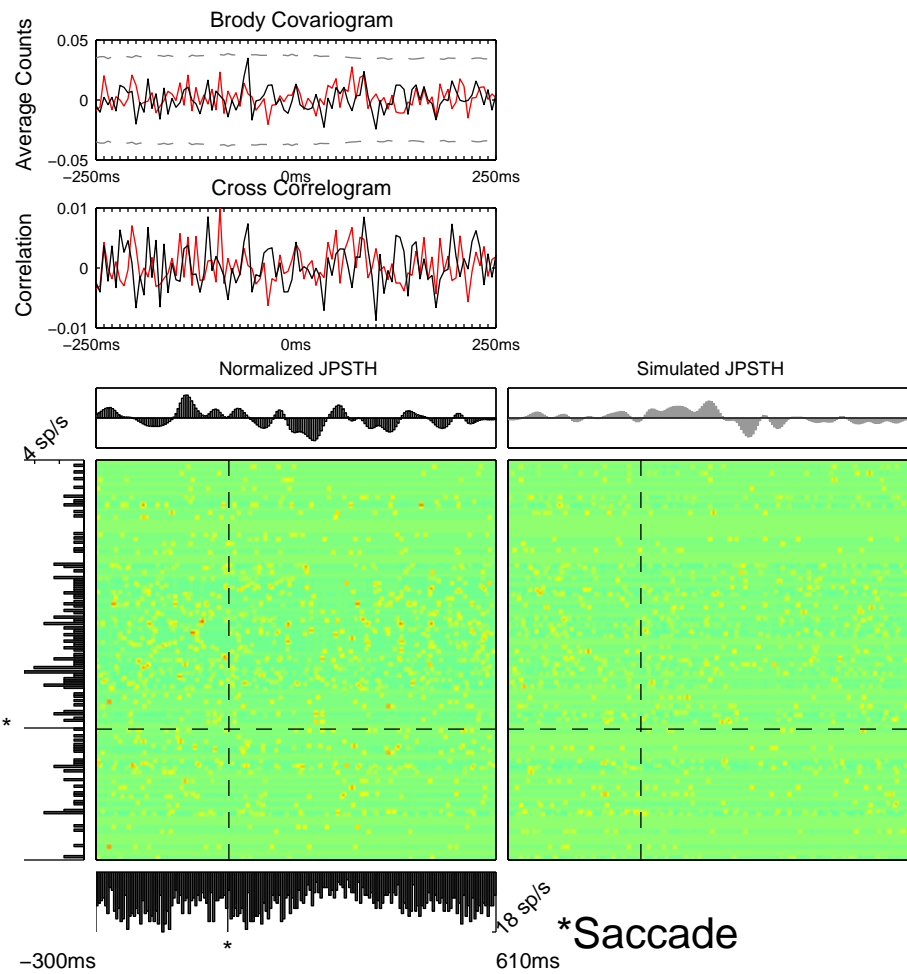 Brody Covariogram
Average Counts
0.05
0
−0.05
−250ms 0ms 250ms
Cross Correlogram
Correlation
0.01
0
−0.01
−250ms 0ms 250ms
Normalized JPSTH
Simulated JPSTH
4 sp/s
*
18 sp/s
*
*Saccade
−300ms 610ms